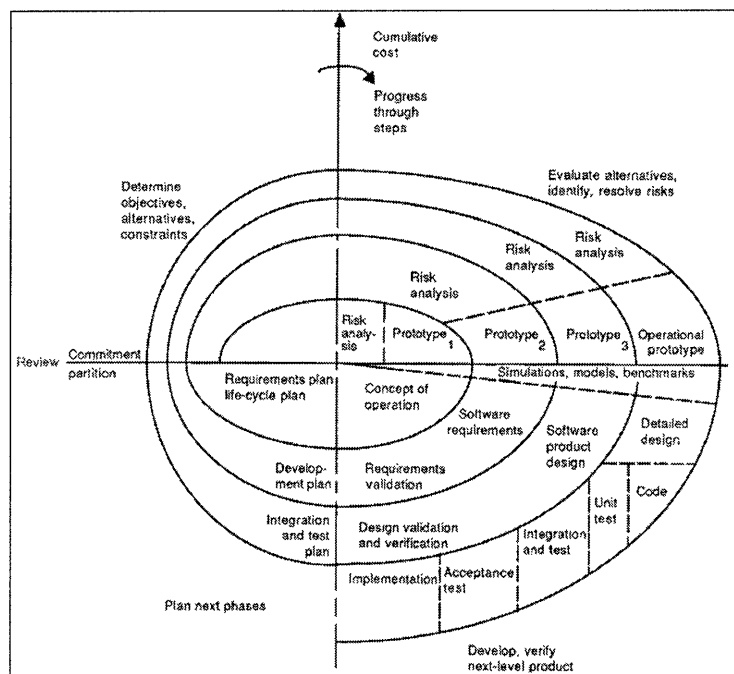 Cumulative
cost
Progress
through
steps
Evaluate alternatives,
identify, resolve risks
Determine
objectives,
alternatives,
constraints
Risk
analysis
Risk
analysis
Risk
analysis
Risk
analy-
sis
Prototype 1
Prototype 2
Prototype 3
Operational
prototype
Review
Commitment
partition
Simulations, models, benchmarks
Requirements plan
life-cycle plan
Concept of
operation
Software
requirements
Software
product
design
Detailed
design
Develop-
ment plan
Requirements
validation
Code
Unit
test
Integration
and test
plan
Design validation
and verification
Integration
and test
Acceptance
test
Implementation
Plan next phases
Develop, verify
next-level product